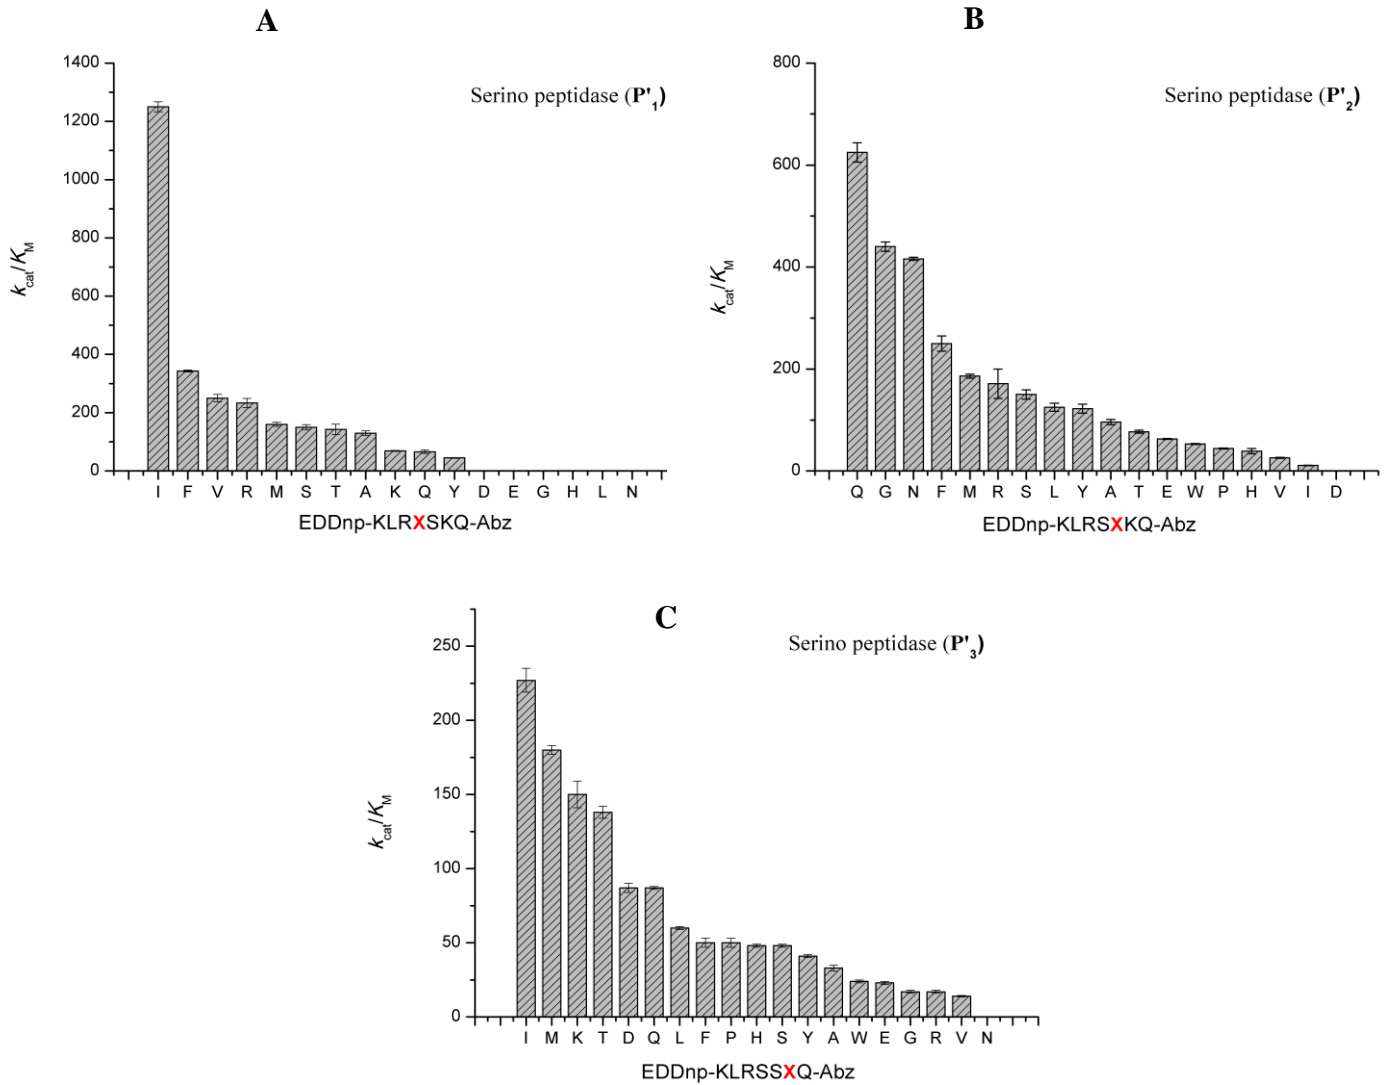 A
1400
1200
1000
800
600
400
200
0
kcat/KM
Serino peptidase (P'1)
I F V R M S T A K Q Y D E G H L N
EDDnp-KLRXSKQ-Abz
B
800
600
400
200
0
kcat/KM
Serino peptidase (P'2)
Q G N F M R S L Y A T E W P H V I D
EDDnp-KLRSXKQ-Abz
C
250
200
150
100
50
0
kcat/KM
Serino peptidase (P'3)
I M K T D Q L F P H S Y A W E G R V N
EDDnp-KLRSSXQ-Abz